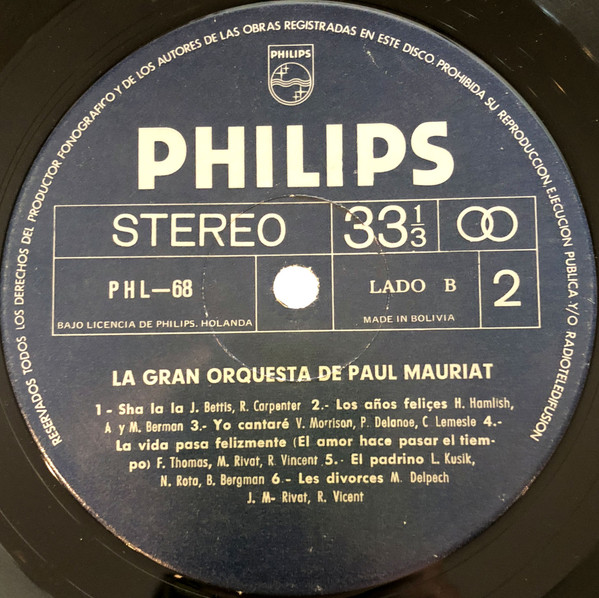 RESERVADOS TODOS LOS DERECHOS DEL PRODUCTOR FONOGRAFICO Y DE LOS AUTORES DE LAS OBRAS REGISTRADAS EN ESTE DISCO. PROHIBIDA SU REPRODUCCION, EJECUCION PUBLICA Y/O RADIOTELEDIFUSION
PHILIPS
PHILIPS
STEREO 33 1/3
PHL—68 LADO B 2
BAJO LICENCIA DE PHILIPS. HOLANDA MADE IN BOLIVIA
LA GRAN ORQUESTA DE PAUL MAURIAT
1 - Sha la la J. Bettis, R. Carpenter 2.- Los años feliçes H. Hamlish,
A y M. Berman 3.- Yo cantaré V. Morrison, P. Delanoe, C Lemesle 4.-
La vida pasa felizmente (El amor hace pasar el tiem-
po) F. Thomas, M. Rivat, R. Vincent 5.- El padrino L. Kusik,
N. Rota, B. Bergman 6.- Les divorces M. Delpech
J. M- Rivat, R. Vicent